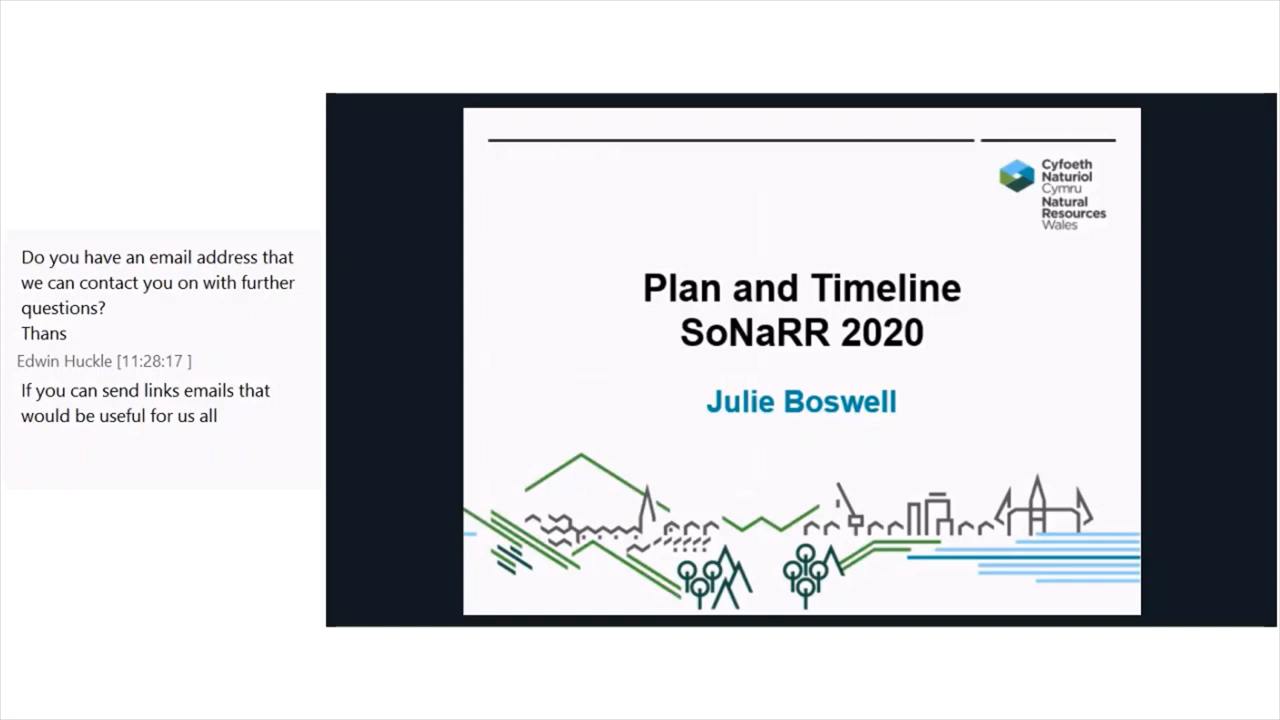 Do you have an email address that
we can contact you on with further
questions?
Thans
Edwin Huckle [11:28:17 ]
If you can send links emails that
would be useful for us all
Cyfoeth
Naturiol
Cymru
Natural
Resources
Wales
Plan and Timeline
SoNaRR 2020
Julie Boswell